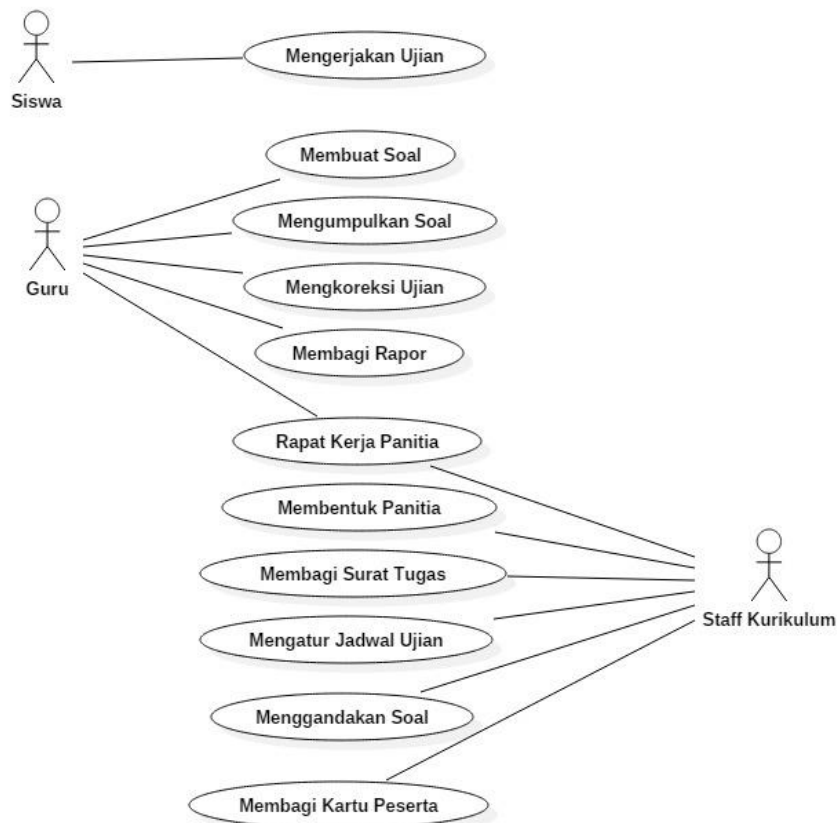 Siswa
Mengerjakan Ujian
Membuat Soal
Mengumpulkan Soal
Guru
Mengkoreksi Ujian
Membagi Rapor
Rapat Kerja Panitia
Membentuk Panitia
Membagi Surat Tugas
Staff Kurikulum
Mengatur Jadwal Ujian
Menggandakan Soal
Membagi Kartu Peserta